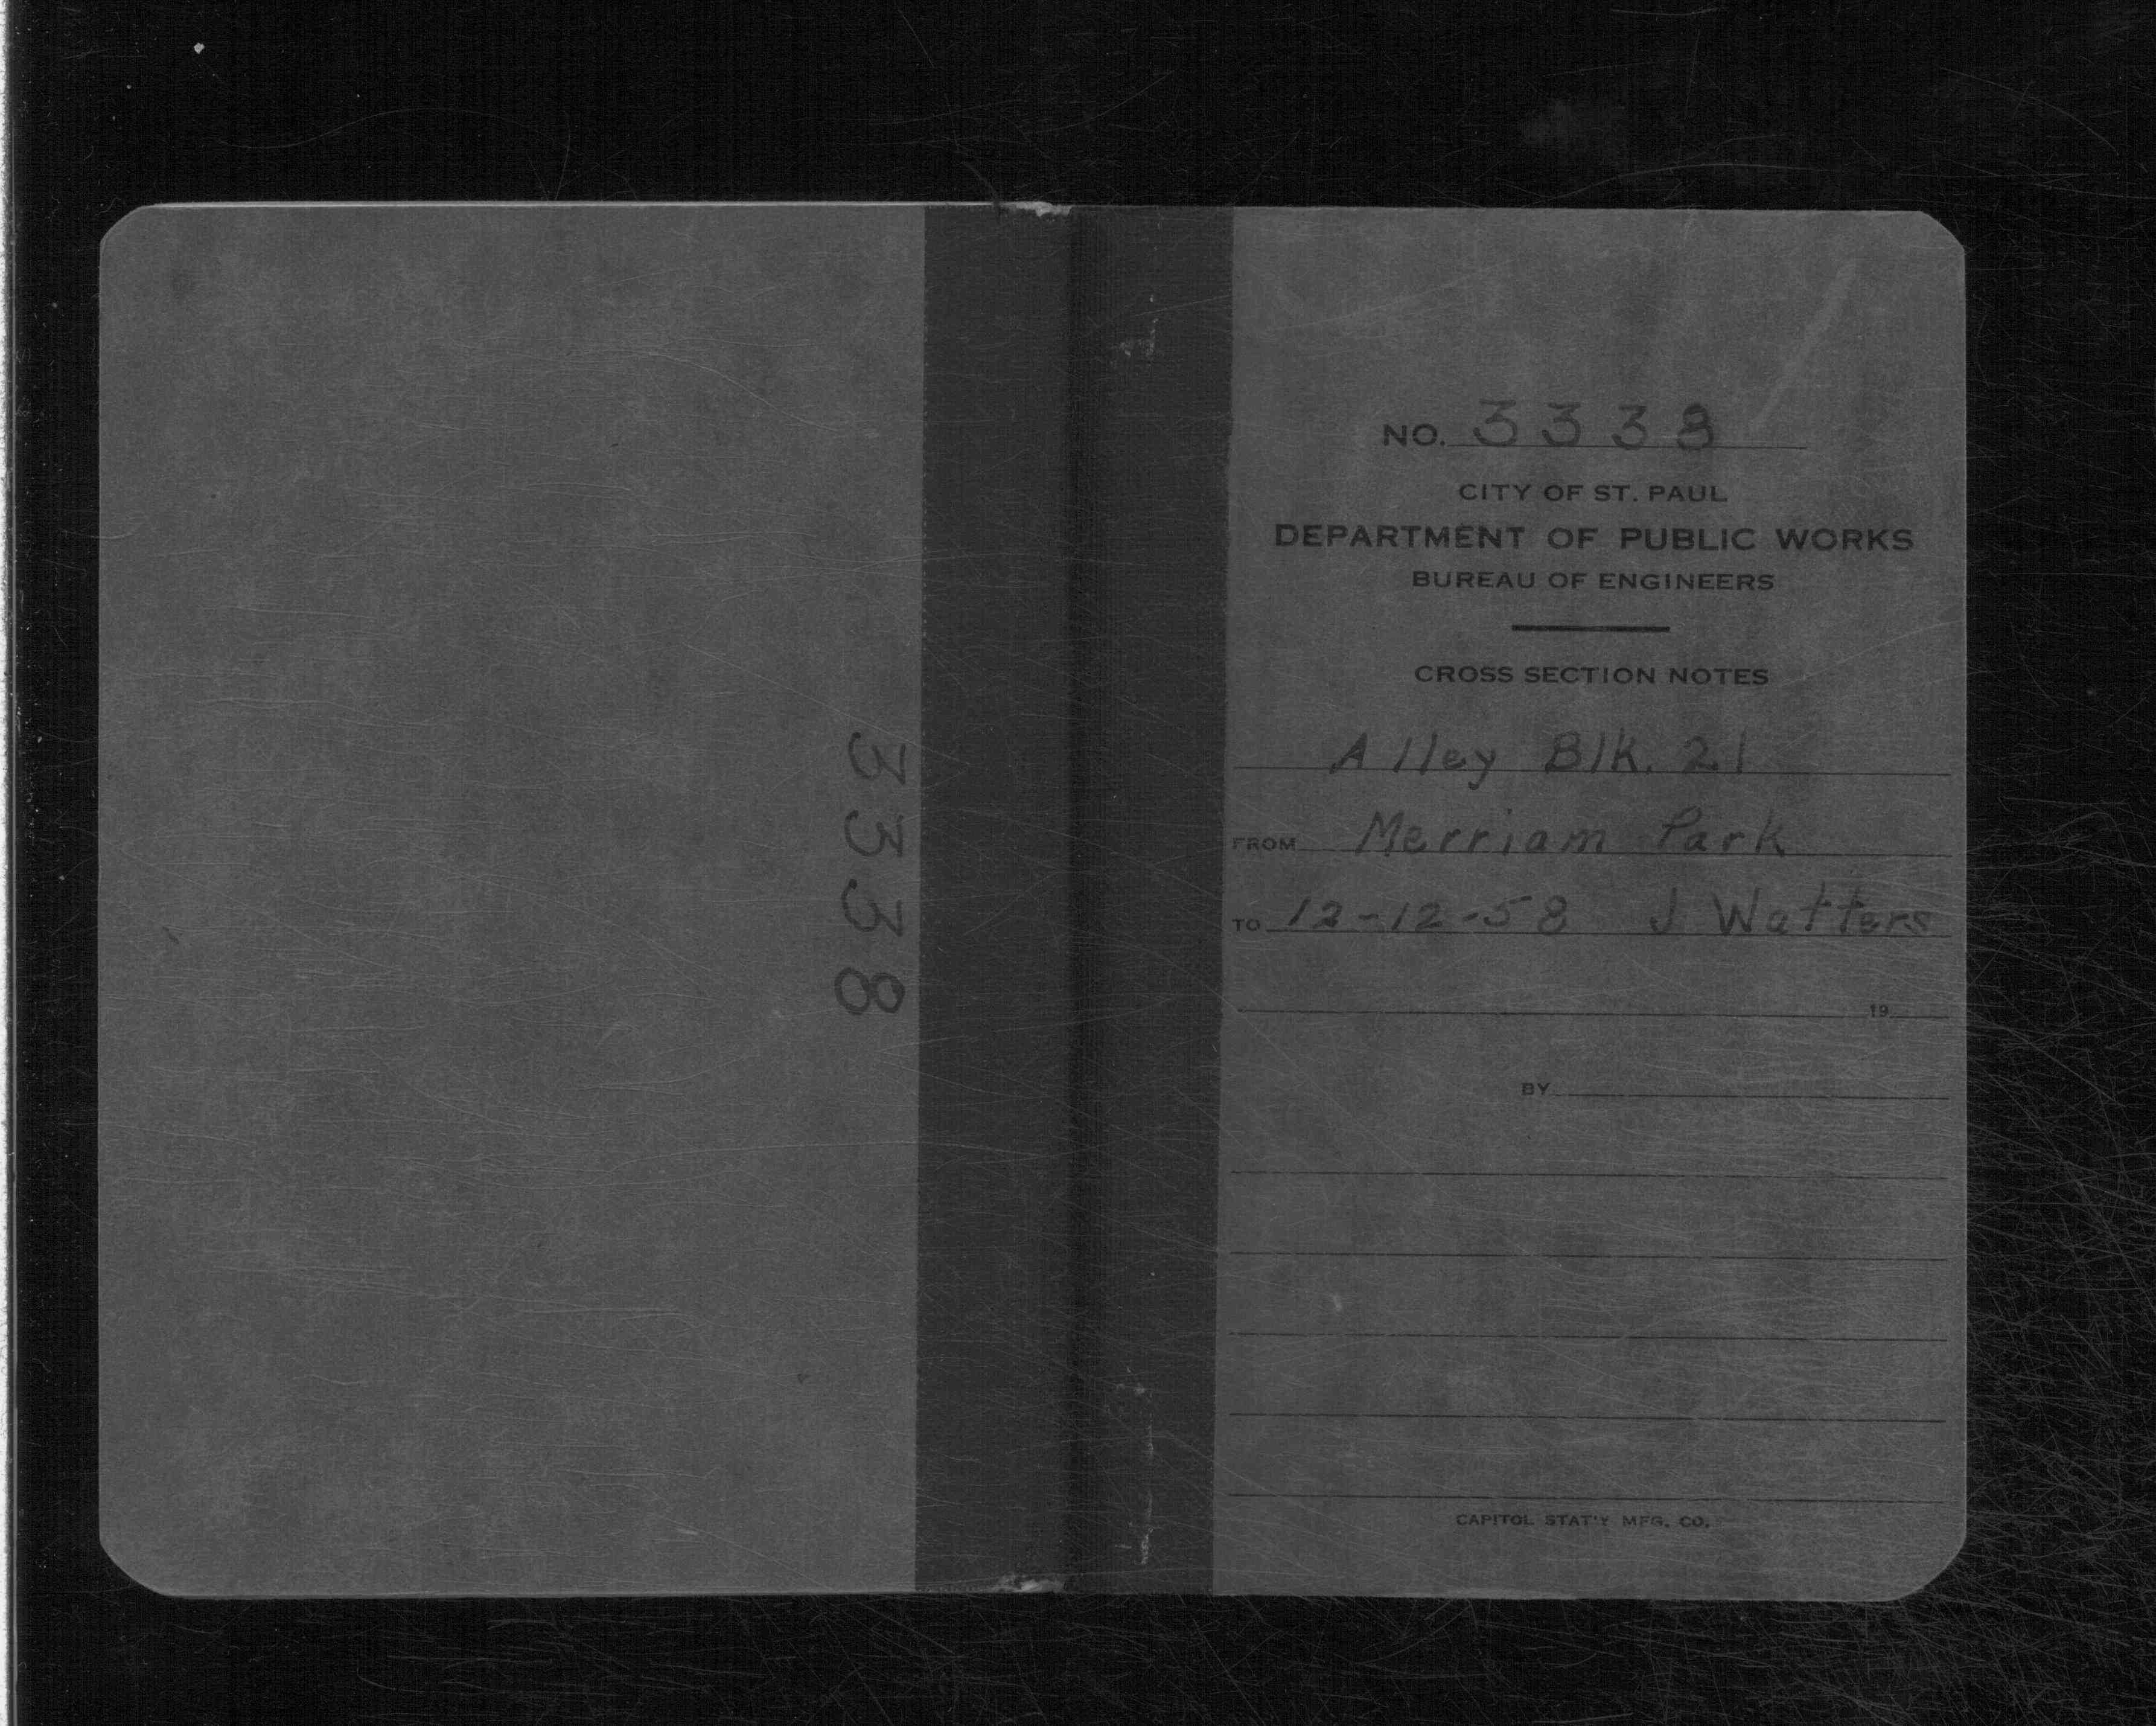 3338
NO. 3338
CITY OF ST. PAUL
DEPARTMENT OF PUBLIC WORKS
BUREAU OF ENGINEERS
CROSS SECTION NOTES
Alley Blk. 21
FROM Merriam Park
TO 12-12-58 J Watters
19
BY
CAPITOL STAT'Y MFG. CO.